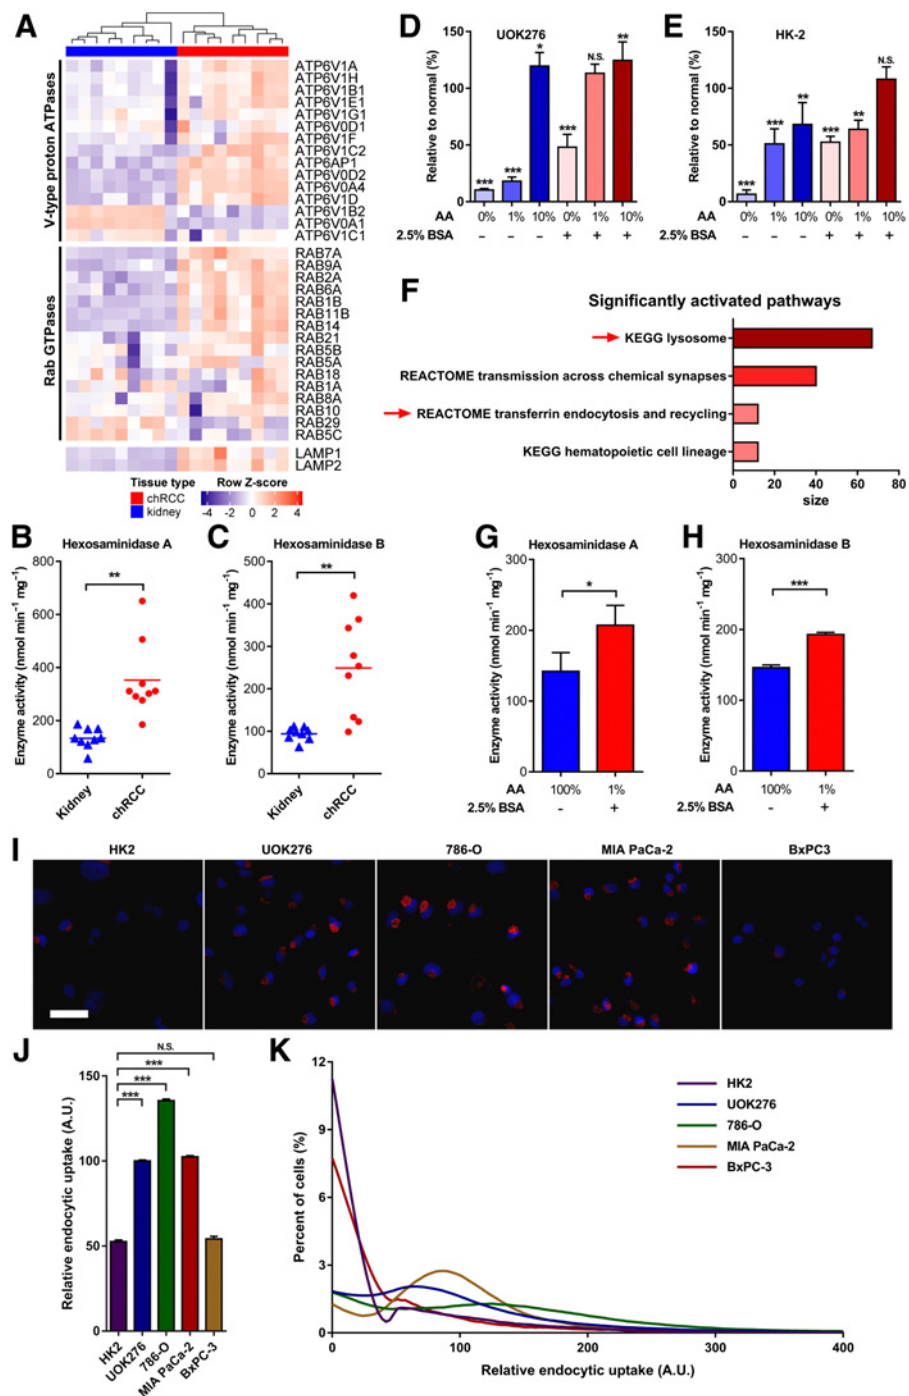 A
V-type proton ATPases
ATP6V1A
ATP6V1H
ATP6V1B1
ATP6V1E1
ATP6V1G1
ATP6V0D1
ATP6V1F
ATP6V1C2
ATP6AP1
ATP6V0D2
ATP6V0A4
ATP6V1D
ATP6V1B2
ATP6V0A1
ATP6V1C1
Rab GTPases
RAB7A
RAB9A
RAB2A
RAB6A
RAB1B
RAB11B
RAB14
RAB21
RAB5B
RAB5A
RAB18
RAB1A
RAB8A
RAB10
RAB29
RAB5C
LAMP1
LAMP2
Tissue type
chRCC
kidney
Row Z-score
-4 -2 0 2 4
D
UOK276
Relative to normal (%)
150
100
50
0
*** *** * *** N.S. **
AA 0% 1% 10% 0% 1% 10%
2.5% BSA – – – + + +
E
HK-2
Relative to normal (%)
150
100
50
0
*** *** ** *** ** N.S.
AA 0% 1% 10% 0% 1% 10%
2.5% BSA – – – + + +
F
Significantly activated pathways
KEGG lysosome
REACTOME transmission across chemical synapses
REACTOME transferrin endocytosis and recycling
KEGG hematopoietic cell lineage
0 20 40 60 80
size
B
Hexosaminidase A
Enzyme activity (nmol min⁻¹ mg⁻¹)
800
600
400
200
0
**
Kidney chRCC
C
Hexosaminidase B
Enzyme activity (nmol min⁻¹ mg⁻¹)
500
400
300
200
100
0
**
Kidney chRCC
G
Hexosaminidase A
Enzyme activity (nmol min⁻¹ mg⁻¹)
300
200
100
0
*
AA 100% 1%
2.5% BSA - +
H
Hexosaminidase B
Enzyme activity (nmol min⁻¹ mg⁻¹)
300
200
100
0
***
AA 100% 1%
2.5% BSA - +
I
HK2 UOK276 786-O MIA PaCa-2 BxPC3
J
Relative endocytic uptake (A.U.)
150
100
50
0
N.S.
***
***
***
HK2 UOK276 786-O MIA PaCa-2 BxPC-3
K
Percent of cells (%)
12
9
6
3
0
HK2
UOK276
786-O
MIA PaCa-2
BxPC-3
0 100 200 300 400
Relative endocytic uptake (A.U.)